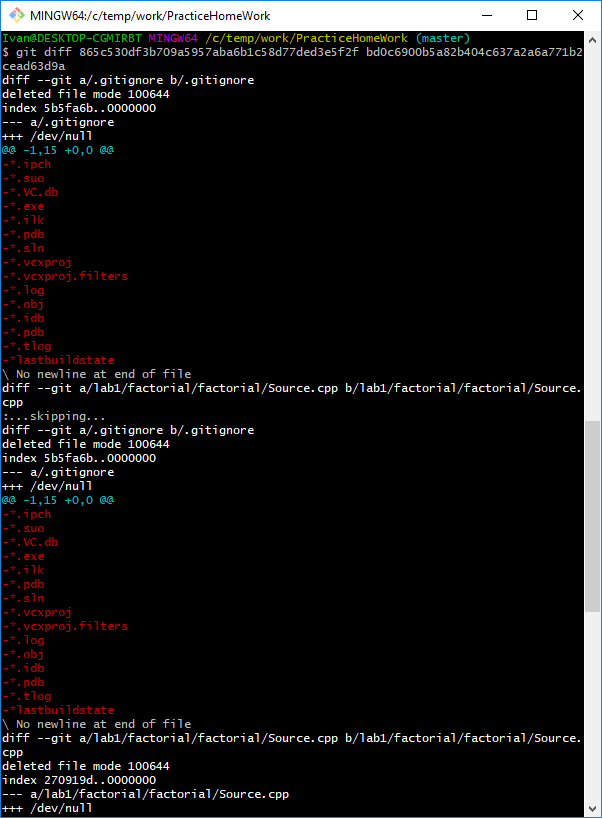 MINGW64:/c/temp/work/PracticeHomeWork
Ivan@DESKTOP-CGMIRBT MINGW64 /c/temp/work/PracticeHomeWork (master)
$ git diff 865c530df3b709a5957aba6b1c58d77ded3e5f2f bd0c6900b5a82b404c637a2a6a771b2
cead63d9a
diff --git a/.gitignore b/.gitignore
deleted file mode 100644
index 5b5fa6b..0000000
--- a/.gitignore
+++ /dev/null
@@ -1,15 +0,0 @@
-*.ipch
-*.suo
-*.VC.db
-*.exe
-*.ilk
-*.pdb
-*.sln
-*.vcxproj
-*.vcxproj.filters
-*.log
-*.obj
-*.idb
-*.pdb
-*.tlog
-*lastbuildstate
\ No newline at end of file
diff --git a/lab1/factorial/factorial/Source.cpp b/lab1/factorial/factorial/Source.
cpp
:...skipping...
diff --git a/.gitignore b/.gitignore
deleted file mode 100644
index 5b5fa6b..0000000
--- a/.gitignore
+++ /dev/null
@@ -1,15 +0,0 @@
-*.ipch
-*.suo
-*.VC.db
-*.exe
-*.ilk
-*.pdb
-*.sln
-*.vcxproj
-*.vcxproj.filters
-*.log
-*.obj
-*.idb
-*.pdb
-*.tlog
-*lastbuildstate
\ No newline at end of file
diff --git a/lab1/factorial/factorial/Source.cpp b/lab1/factorial/factorial/Source.
cpp
deleted file mode 100644
index 270919d..0000000
--- a/lab1/factorial/factorial/Source.cpp
+++ /dev/null